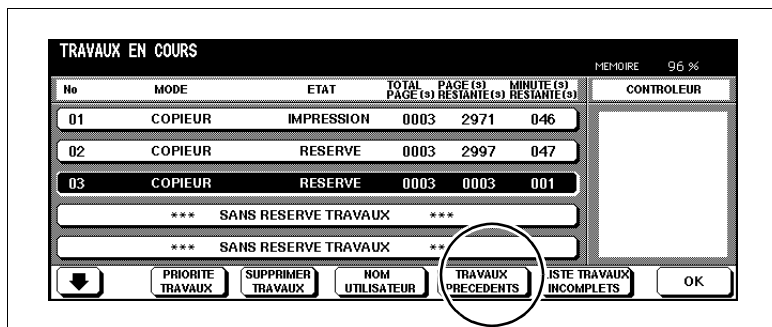 TRAVAUX EN COURS
MEMOIRE 96 %
No MODE ETAT TOTAL PAGE(S) PAGE(S) RESTANTE(S) MINUTE(S) RESTANTE(S) CONTROLEUR
01 COPIEUR IMPRESSION 0003 2971 046
02 COPIEUR RESERVE 0003 2997 047
03 COPIEUR RESERVE 0003 0003 001
*** SANS RESERVE TRAVAUX ***
*** SANS RESERVE TRAVAUX **
PRIORITE TRAVAUX
SUPPRIMER TRAVAUX
NOM UTILISATEUR
TRAVAUX PRECEDENTS
LISTE TRAVAUX INCOMPLETS
OK